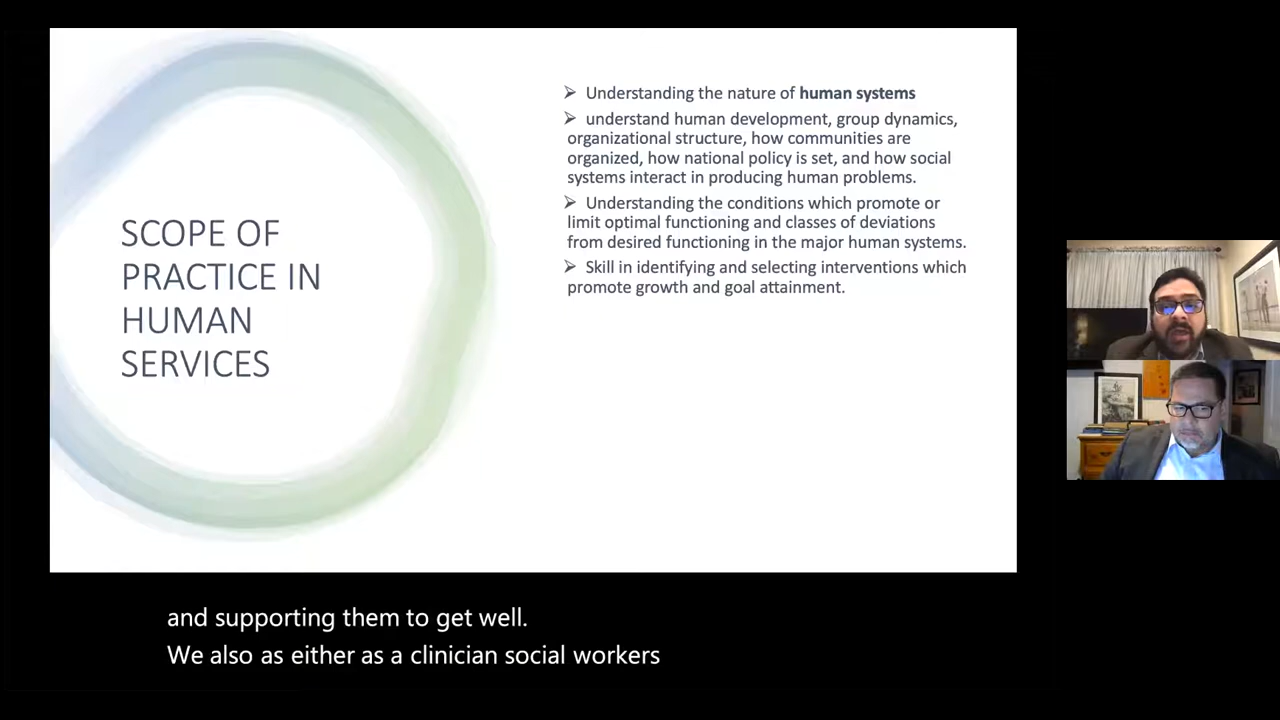 SCOPE OF
PRACTICE IN
HUMAN
SERVICES
➢ Understanding the nature of human systems
➢ understand human development, group dynamics,
organizational structure, how communities are
organized, how national policy is set, and how social
systems interact in producing human problems.
➢ Understanding the conditions which promote or
limit optimal functioning and classes of deviations
from desired functioning in the major human systems.
➢ Skill in identifying and selecting interventions which
promote growth and goal attainment.
and supporting them to get well.
We also as either as a clinician social workers